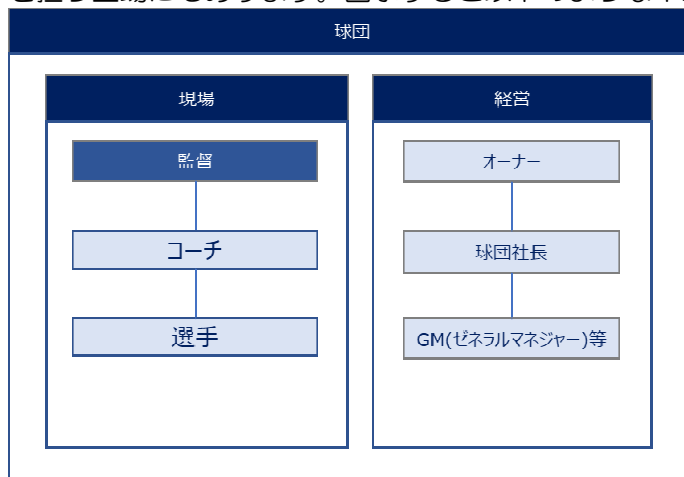 球団
現場
経営
監督
オーナー
コーチ
球団社長
選手
GM(ゼネラルマネジャー)等